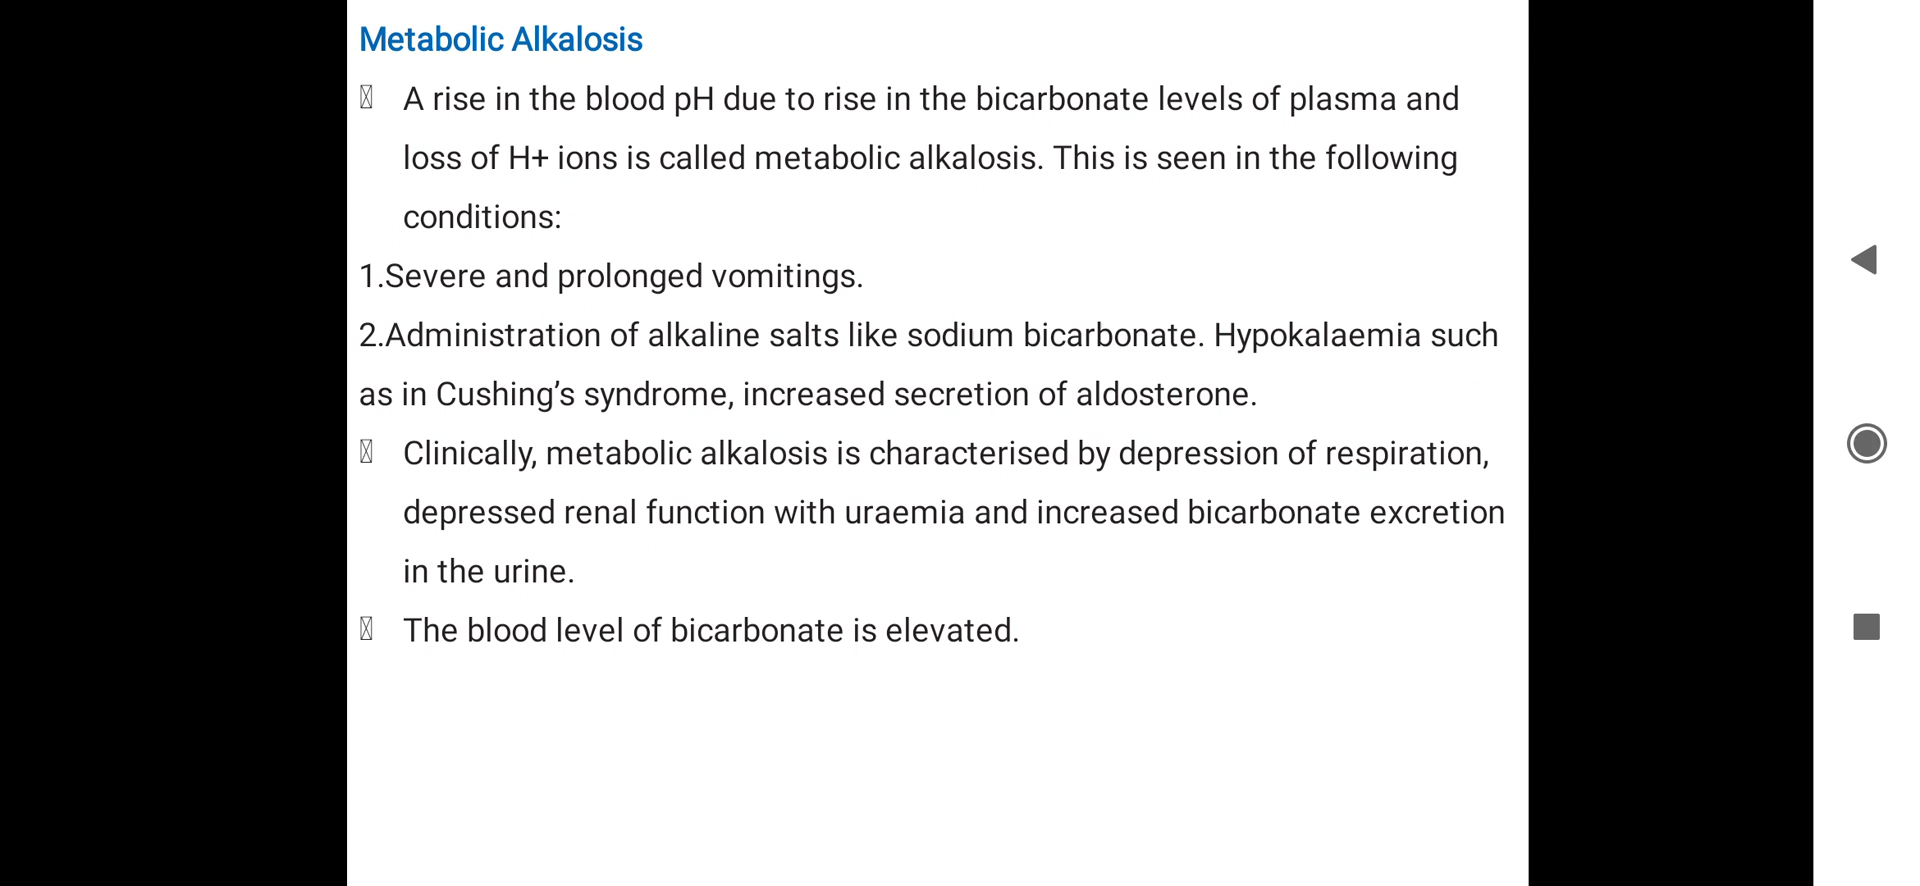 Metabolic Alkalosis
A rise in the blood pH due to rise in the bicarbonate levels of plasma and
loss of H+ ions is called metabolic alkalosis. This is seen in the following
conditions:
1.Severe and prolonged vomitings.
2.Administration of alkaline salts like sodium bicarbonate. Hypokalaemia such
as in Cushing’s syndrome, increased secretion of aldosterone.
Clinically, metabolic alkalosis is characterised by depression of respiration,
depressed renal function with uraemia and increased bicarbonate excretion
in the urine.
The blood level of bicarbonate is elevated.